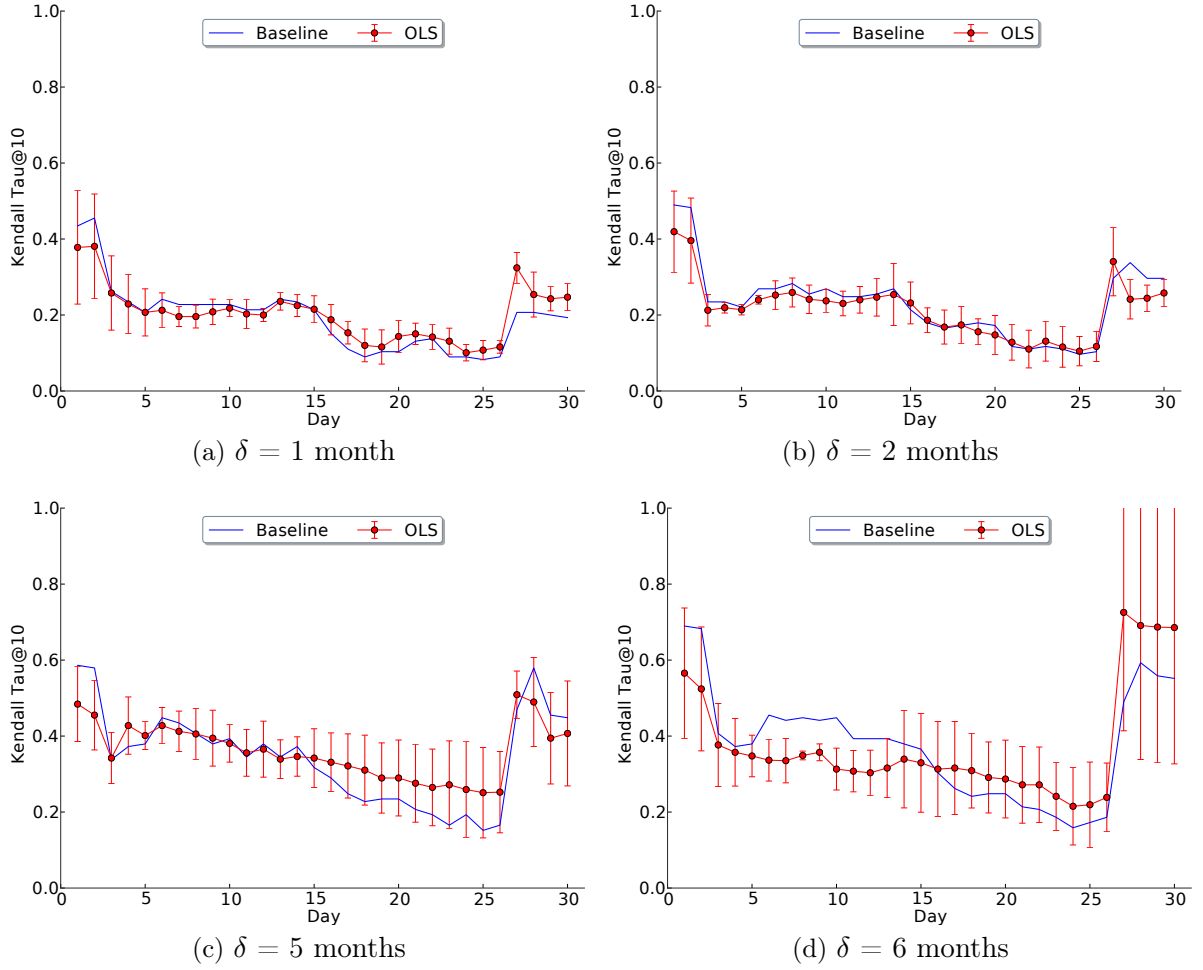 1.0
0.8
0.6
0.4
0.2
0.0
Kendall Tau@10
Baseline OLS
0 5 10 15 20 25 30
Day
(a) δ = 1 month
1.0
0.8
0.6
0.4
0.2
0.0
Kendall Tau@10
Baseline OLS
0 5 10 15 20 25 30
Day
(b) δ = 2 months
1.0
0.8
0.6
0.4
0.2
0.0
Kendall Tau@10
Baseline OLS
0 5 10 15 20 25 30
Day
(c) δ = 5 months
1.0
0.8
0.6
0.4
0.2
0.0
Kendall Tau@10
Baseline OLS
0 5 10 15 20 25 30
Day
(d) δ = 6 months